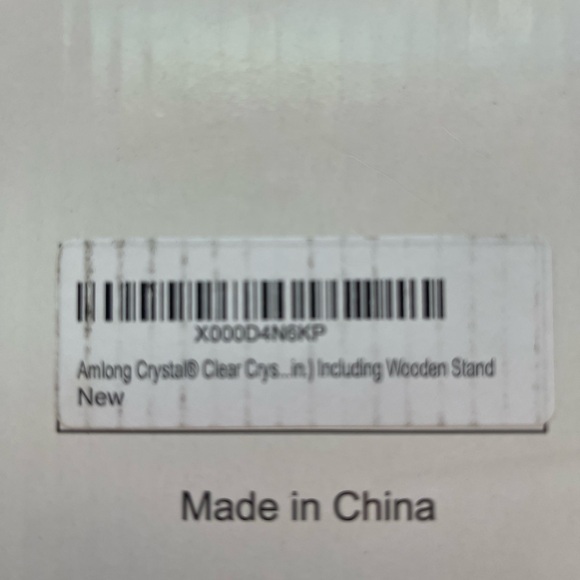 X000D4N6KP
Amlong Crystal® Clear Crys...in.) Including Wooden Stand
New
Made in China